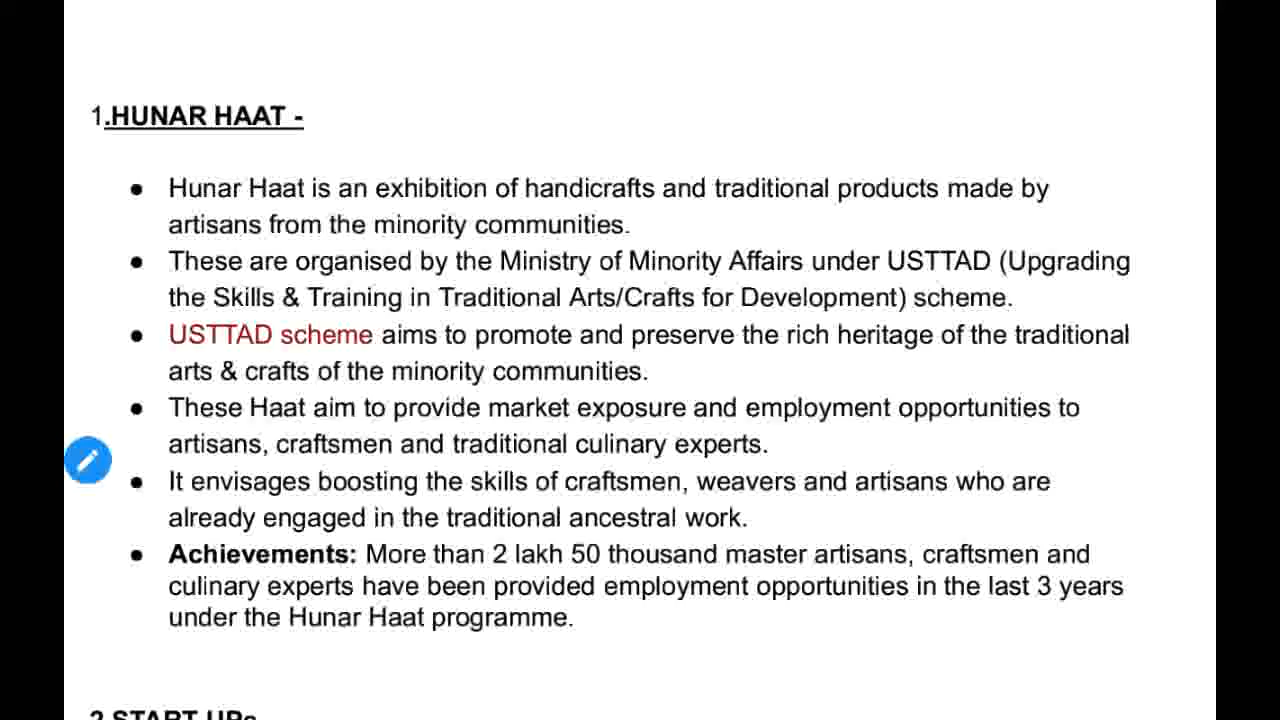 1.HUNAR HAAT -
● Hunar Haat is an exhibition of handicrafts and traditional products made by
artisans from the minority communities.
● These are organised by the Ministry of Minority Affairs under USTTAD (Upgrading
the Skills & Training in Traditional Arts/Crafts for Development) scheme.
● USTTAD scheme aims to promote and preserve the rich heritage of the traditional
arts & crafts of the minority communities.
● These Haat aim to provide market exposure and employment opportunities to
artisans, craftsmen and traditional culinary experts.
● It envisages boosting the skills of craftsmen, weavers and artisans who are
already engaged in the traditional ancestral work.
● Achievements: More than 2 lakh 50 thousand master artisans, craftsmen and
culinary experts have been provided employment opportunities in the last 3 years
under the Hunar Haat programme.
2.START UPs